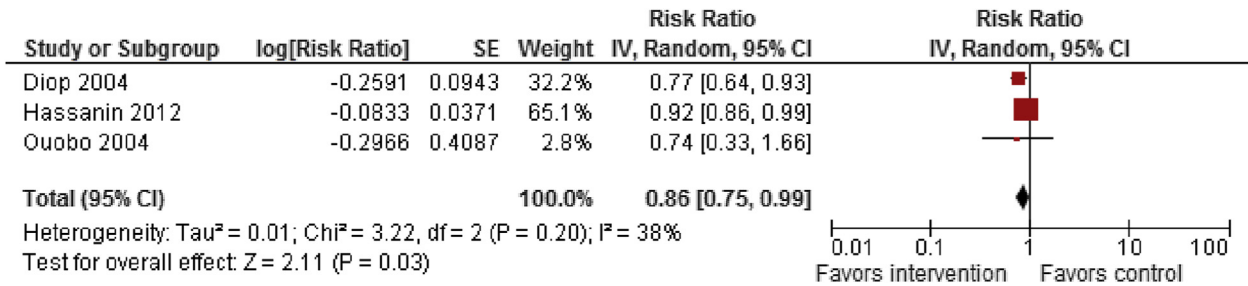 Risk Ratio Risk Ratio
Study or Subgroup log[Risk Ratio] SE Weight IV, Random, 95% CI IV, Random, 95% CI
Diop 2004 -0.2591 0.0943 32.2% 0.77 [0.64, 0.93]
Hassanin 2012 -0.0833 0.0371 65.1% 0.92 [0.86, 0.99]
Ouobo 2004 -0.2966 0.4087 2.8% 0.74 [0.33, 1.66]
Total (95% CI) 100.0% 0.86 [0.75, 0.99]
Heterogeneity: Tau² = 0.01; Chi² = 3.22, df = 2 (P = 0.20); I² = 38%
Test for overall effect: Z = 2.11 (P = 0.03)
0.01 0.1 1 10 100
Favors intervention Favors control